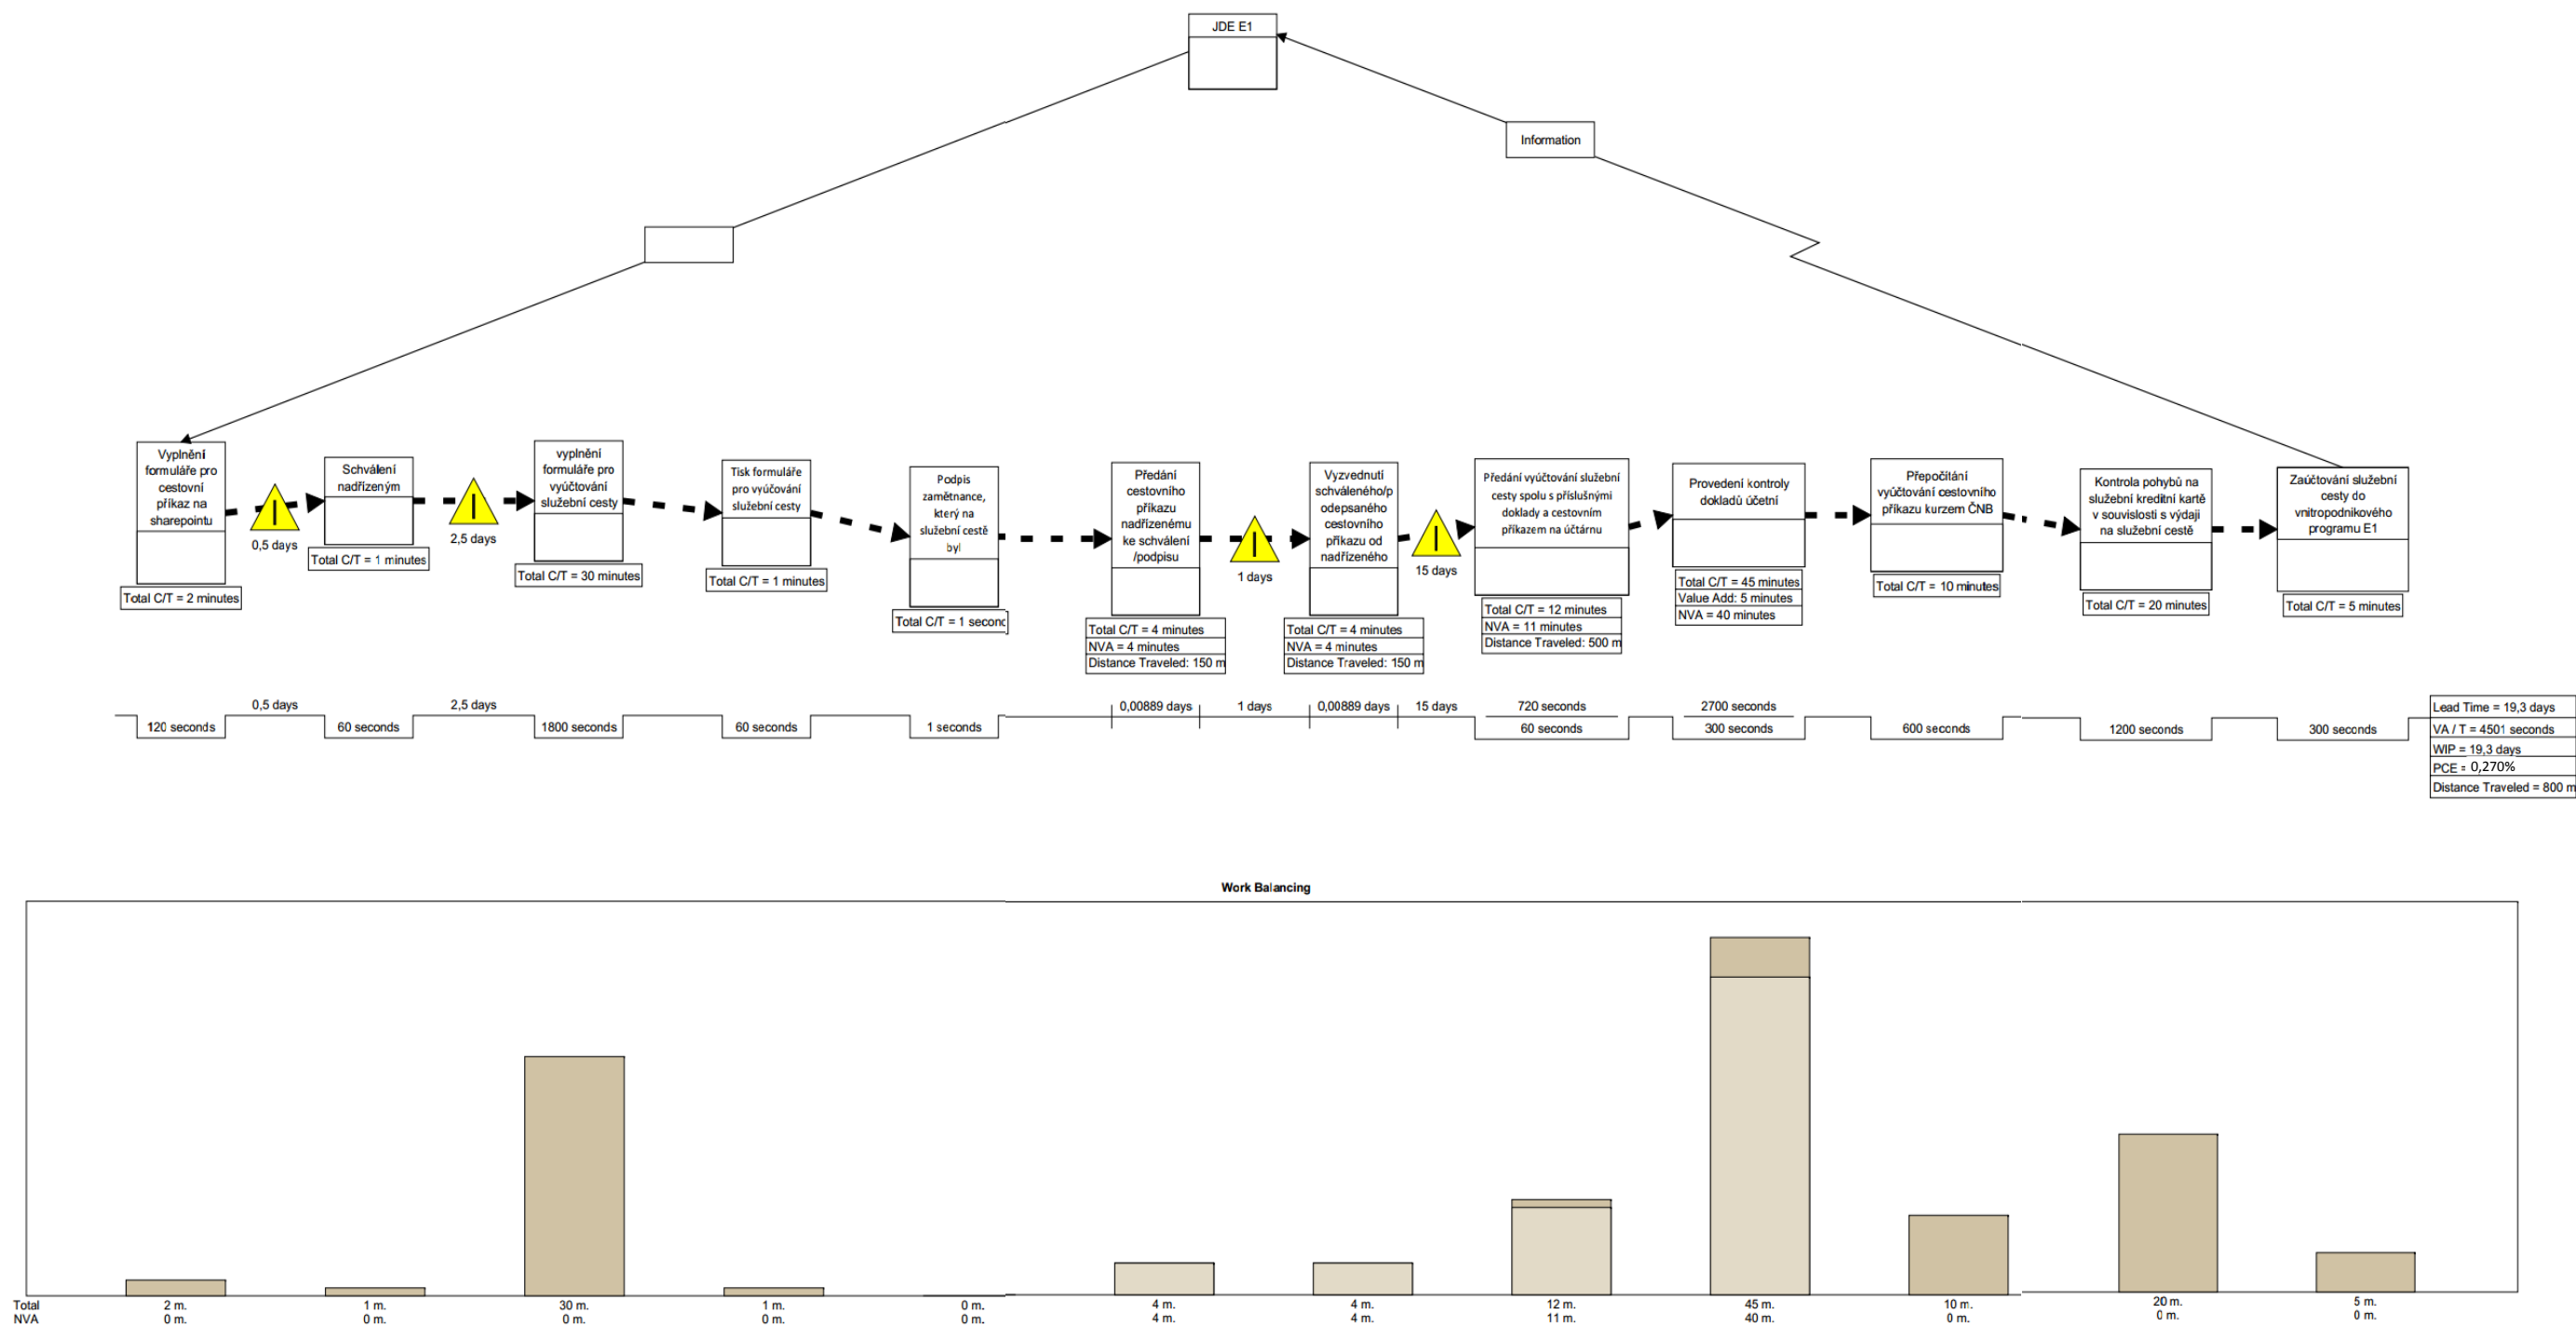 JDE E1
Information
Vyplnění
formuláře pro
cestovní
příkaz na
sharepointu
Total C/T = 2 minutes
0,5 days
Schválení
nadřízeným
Total C/T = 1 minutes
2,5 days
vyplnění
formuláře pro
vyúčtování
služební cesty
Total C/T = 30 minutes
Tisk formuláře
pro vyúčování
služební cesty
Total C/T = 1 minutes
Podpis
zamětnance,
který na
služební cestě
byl
Total C/T = 1 second
Předání
cestovního
příkazu
nadřízenému
ke schválení
/podpisu
Total C/T = 4 minutes
NVA = 4 minutes
Distance Traveled: 150 m
1 days
Vyzvednutí
schváleného/p
odepsaného
cestovního
příkazu od
nadřízeného
Total C/T = 4 minutes
NVA = 4 minutes
Distance Traveled: 150 m
15 days
Předání vyúčtování služební
cesty spolu s příslušnými
doklady a cestovním
příkazem na účtárnu
Total C/T = 12 minutes
NVA = 11 minutes
Distance Traveled: 500 m
Provedení kontroly
dokladů účetní
Total C/T = 45 minutes
Value Add: 5 minutes
NVA = 40 minutes
Přepočítání
vyúčtování cestovního
příkazu kurzem ČNB
Total C/T = 10 minutes
Kontrola pohybů na
služební kreditní kartě
v souvislosti s výdaji
na služební cestě
Total C/T = 20 minutes
Zaúčtování služební
cesty do
vnitropodnikového
programu E1
Total C/T = 5 minutes
0,5 days 2,5 days 0,00889 days 1 days 0,00889 days 15 days 720 seconds 2700 seconds
120 seconds 60 seconds 1800 seconds 60 seconds 1 seconds 60 seconds 300 seconds 600 seconds 1200 seconds 300 seconds
Lead Time = 19,3 days
VA / T = 4501 seconds
WIP = 19,3 days
PCE = 0,270%
Distance Traveled = 800 m
Work Balancing
Total 2 m. 1 m. 30 m. 1 m. 0 m. 4 m. 4 m. 12 m. 45 m. 10 m. 20 m. 5 m.
NVA 0 m. 0 m. 0 m. 0 m. 0 m. 4 m. 4 m. 11 m. 40 m. 0 m. 0 m. 0 m.